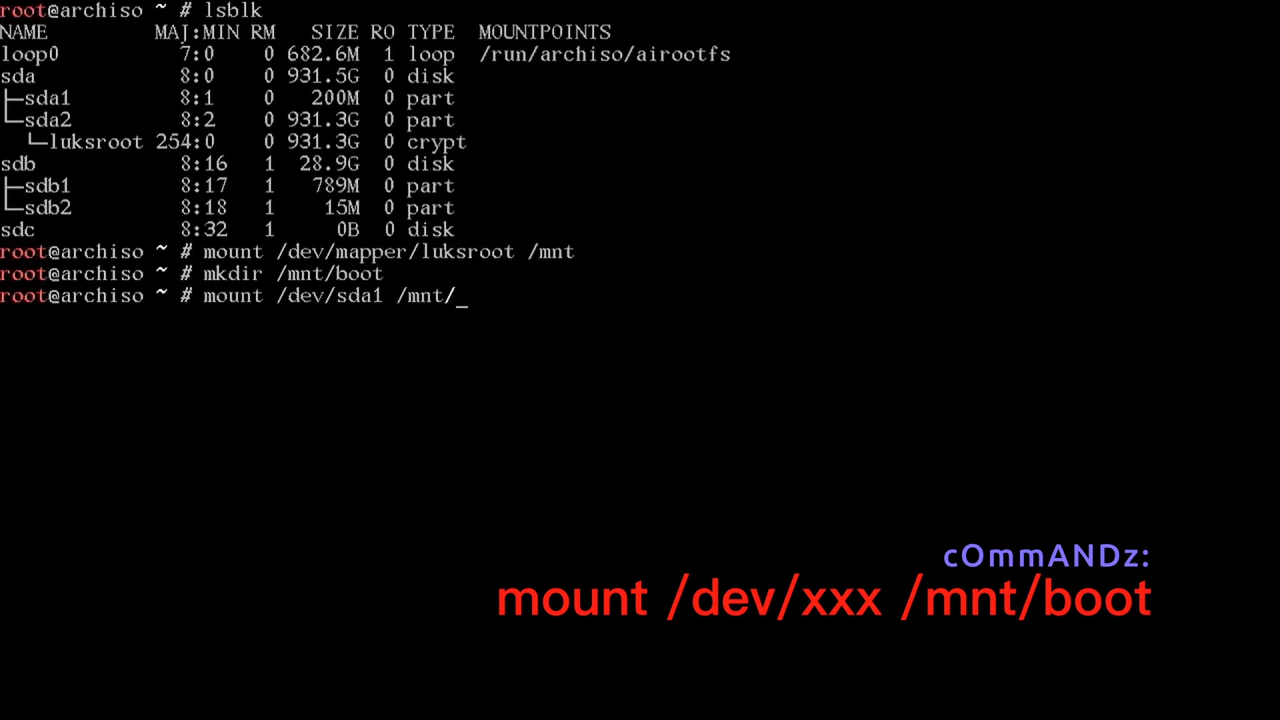 root@archiso ~ # lsblk
NAME         MAJ:MIN RM   SIZE RO TYPE  MOUNTPOINTS
loop0          7:0    0 682.6M  1 loop  /run/archiso/airootfs
sda            8:0    0 931.5G  0 disk
├─sda1         8:1    0   200M  0 part
└─sda2         8:2    0 931.3G  0 part
  └─luksroot 254:0    0 931.3G  0 crypt
sdb            8:16   1  28.9G  0 disk
├─sdb1         8:17   1   789M  0 part
└─sdb2         8:18   1    15M  0 part
sdc            8:32   1     0B  0 disk
root@archiso ~ # mount /dev/mapper/luksroot /mnt
root@archiso ~ # mkdir /mnt/boot
root@archiso ~ # mount /dev/sda1 /mnt/_
cOmmANDz:
mount /dev/xxx /mnt/boot